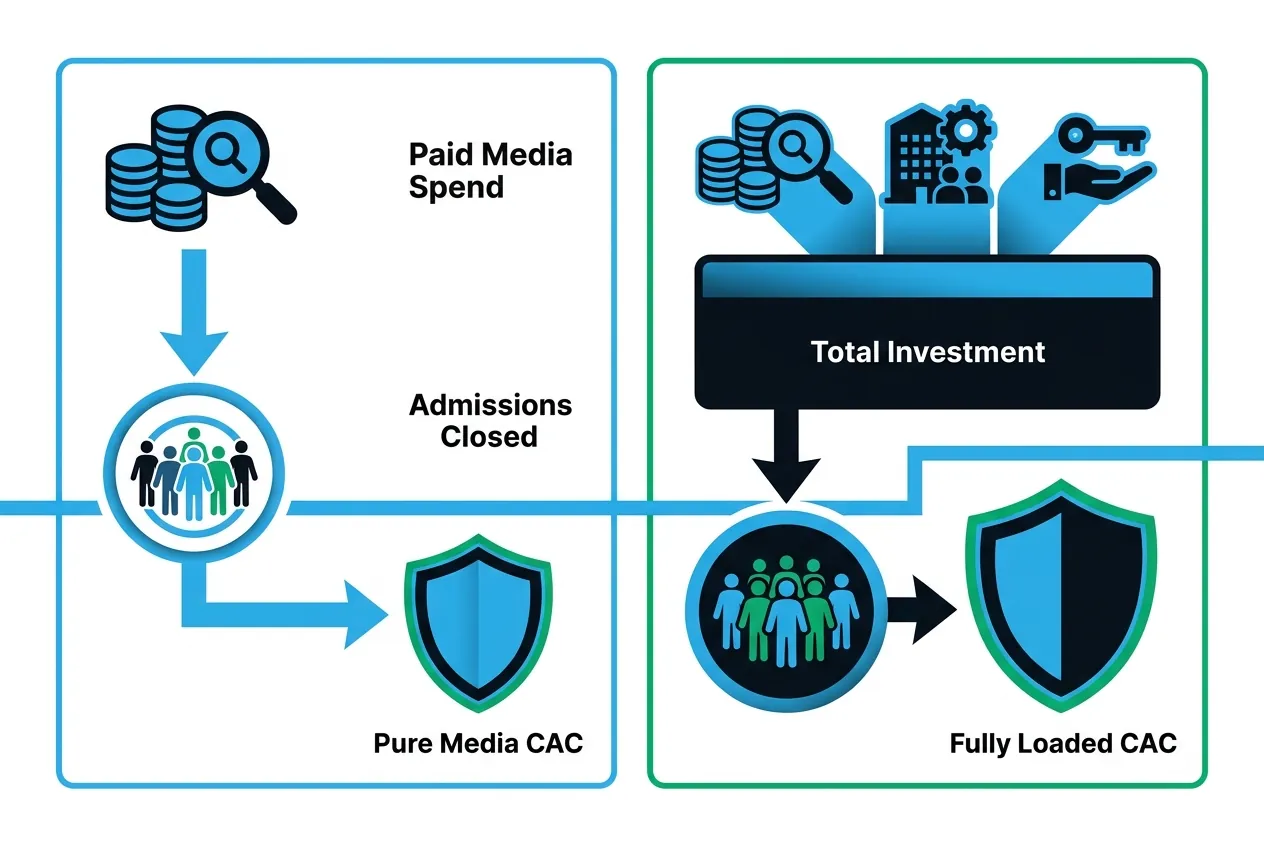 Paid Media
Spend
Admissions
Closed
Pure Media CAC
Total Investment
Fully Loaded CAC